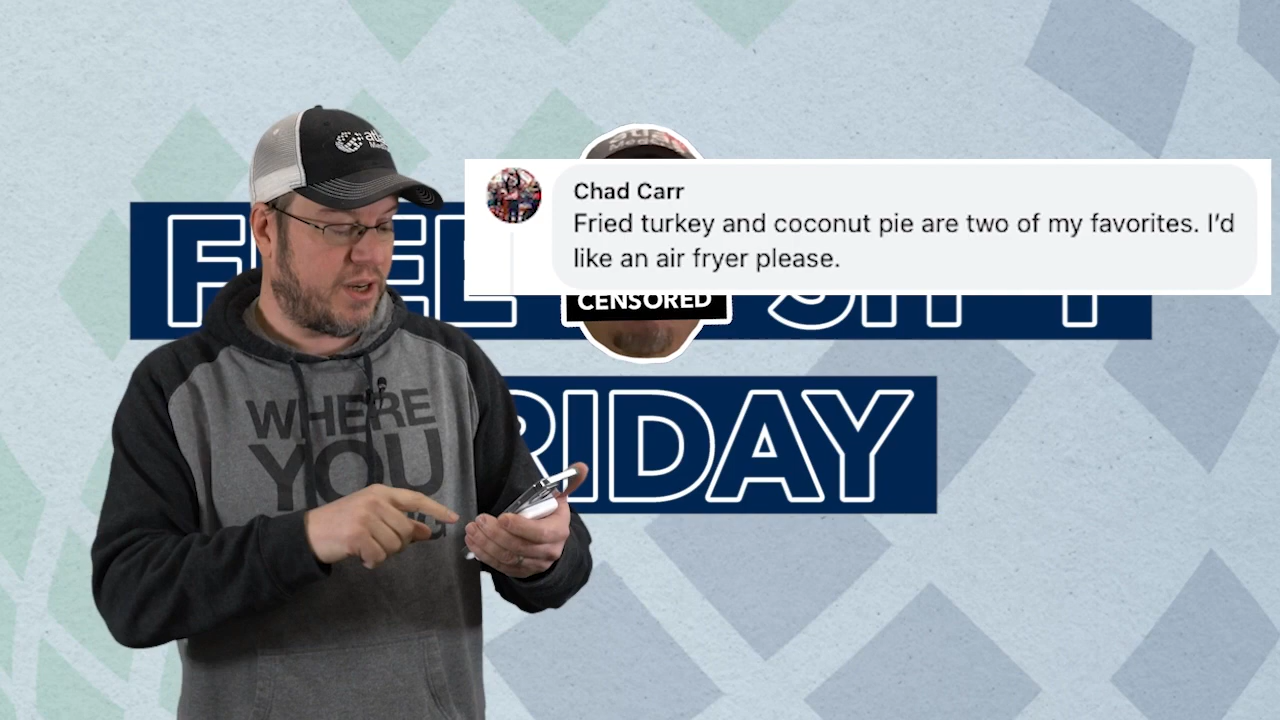 Chad Carr
Fried turkey and coconut pie are two of my favorites. I'd
like an air fryer please.
CENSORED
RIDAY
WHERE
YOU